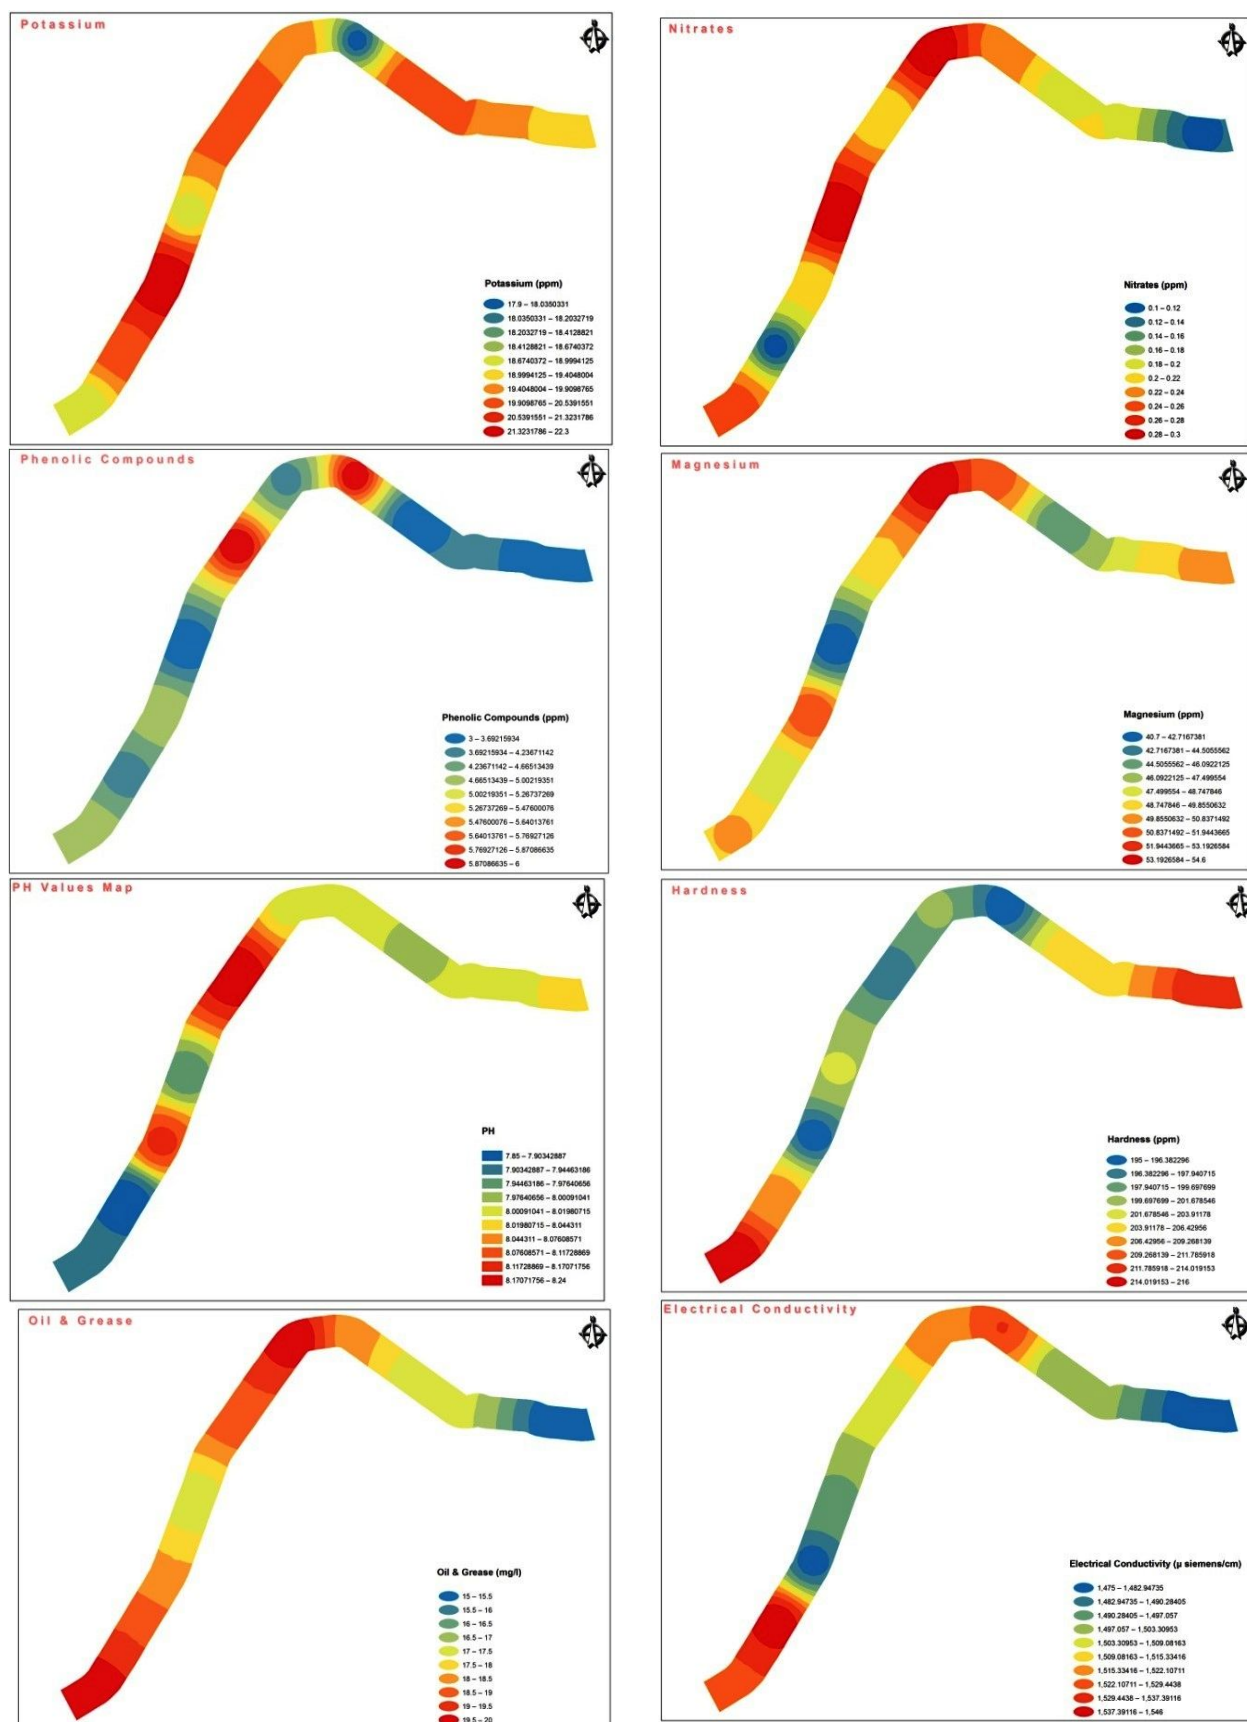 Potassium
Potassium (ppm)
17.9 – 18.0350331
18.0350331 – 18.2032719
18.2032719 – 18.4128821
18.4128821 – 18.6740372
18.6740372 – 18.9994125
18.9994125 – 19.4048004
19.4048004 – 19.9098765
19.9098765 – 20.5391551
20.5391551 – 21.3231786
21.3231786 – 22.3
Nitrates
Nitrates (ppm)
0.1 – 0.12
0.12 – 0.14
0.14 – 0.16
0.16 – 0.18
0.18 – 0.2
0.2 – 0.22
0.22 – 0.24
0.24 – 0.26
0.26 – 0.28
0.28 – 0.3
Phenolic Compounds
Phenolic Compounds (ppm)
3 – 3.69215934
3.69215934 – 4.23671142
4.23671142 – 4.66513439
4.66513439 – 5.00219351
5.00219351 – 5.26737269
5.26737269 – 5.47600076
5.47600076 – 5.64013761
5.64013761 – 5.76927126
5.76927126 – 5.87086635
5.87086635 – 6
Magnesium
Magnesium (ppm)
40.7 – 42.7167381
42.7167381 – 44.5055562
44.5055562 – 46.0922125
46.0922125 – 47.499554
47.499554 – 48.747846
48.747846 – 49.8550632
49.8550632 – 50.8371492
50.8371492 – 51.9443665
51.9443665 – 53.1926584
53.1926584 – 54.6
PH Values Map
PH
7.85 – 7.90342887
7.90342887 – 7.94463186
7.94463186 – 7.97640656
7.97640656 – 8.00091041
8.00091041 – 8.01980715
8.01980715 – 8.044311
8.044311 – 8.07608571
8.07608571 – 8.11728869
8.11728869 – 8.17071756
8.17071756 – 8.24
Hardness
Hardness (ppm)
195 – 196.382296
196.382296 – 197.940715
197.940715 – 199.697699
199.697699 – 201.678546
201.678546 – 203.91178
203.91178 – 206.42956
206.42956 – 209.268139
209.268139 – 211.785918
211.785918 – 214.019153
214.019153 – 216
Oil & Grease
Oil & Grease (mg/l)
15 – 15.5
15.5 – 16
16 – 16.5
16.5 – 17
17 – 17.5
17.5 – 18
18 – 18.5
18.5 – 19
19 – 19.5
19.5 – 20
Electrical Conductivity
Electrical Conductivity (µ siemens/cm)
1,475 – 1,482.94735
1,482.94735 – 1,490.28405
1,490.28405 – 1,497.057
1,497.057 – 1,503.30953
1,503.30953 – 1,509.08163
1,509.08163 – 1,515.33416
1,515.33416 – 1,522.10711
1,522.10711 – 1,529.4438
1,529.4438 – 1,537.39116
1,537.39116 – 1,546